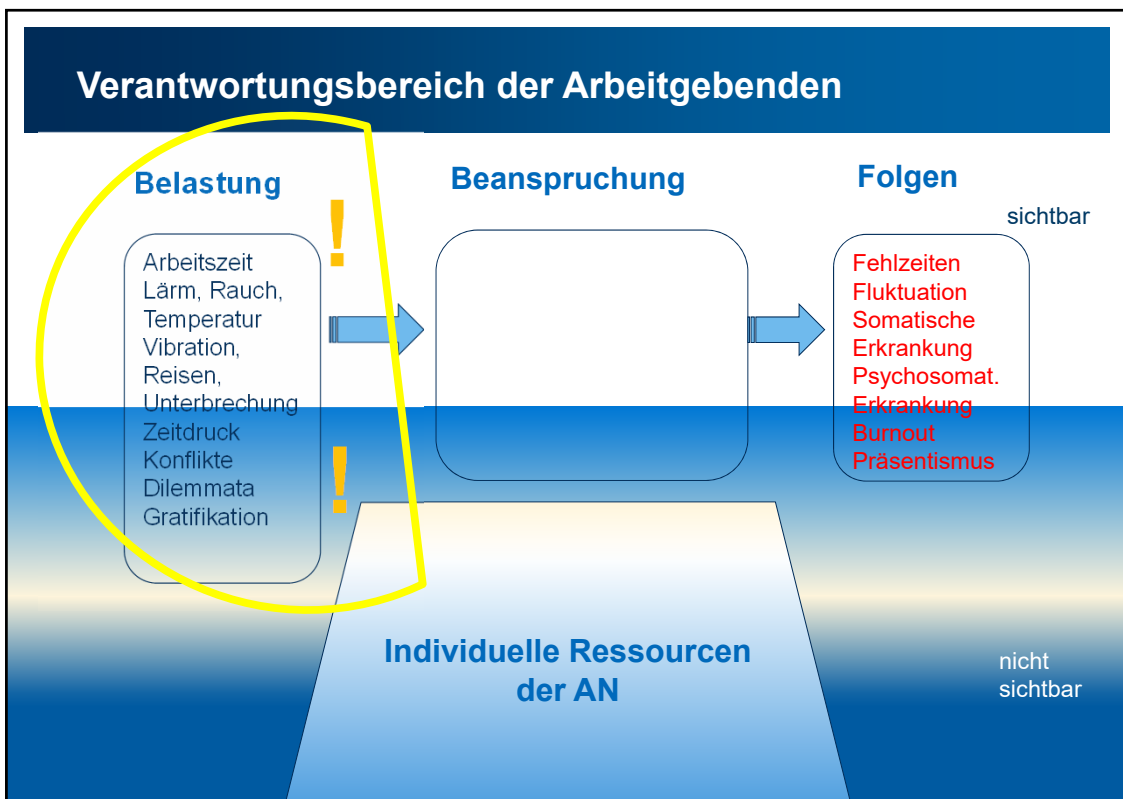 Verantwortungsbereich der Arbeitgebenden
Belastung
!
Arbeitszeit
Lärm, Rauch,
Temperatur
Vibration,
Reisen,
Unterbrechung
Zeitdruck
Konflikte
Dilemmata
Gratifikation
!
Beanspruchung
Folgen
sichtbar
Fehlzeiten
Fluktuation
Somatische
Erkrankung
Psychosomat.
Erkrankung
Burnout
Präsentismus
Individuelle Ressourcen
der AN
nicht
sichtbar